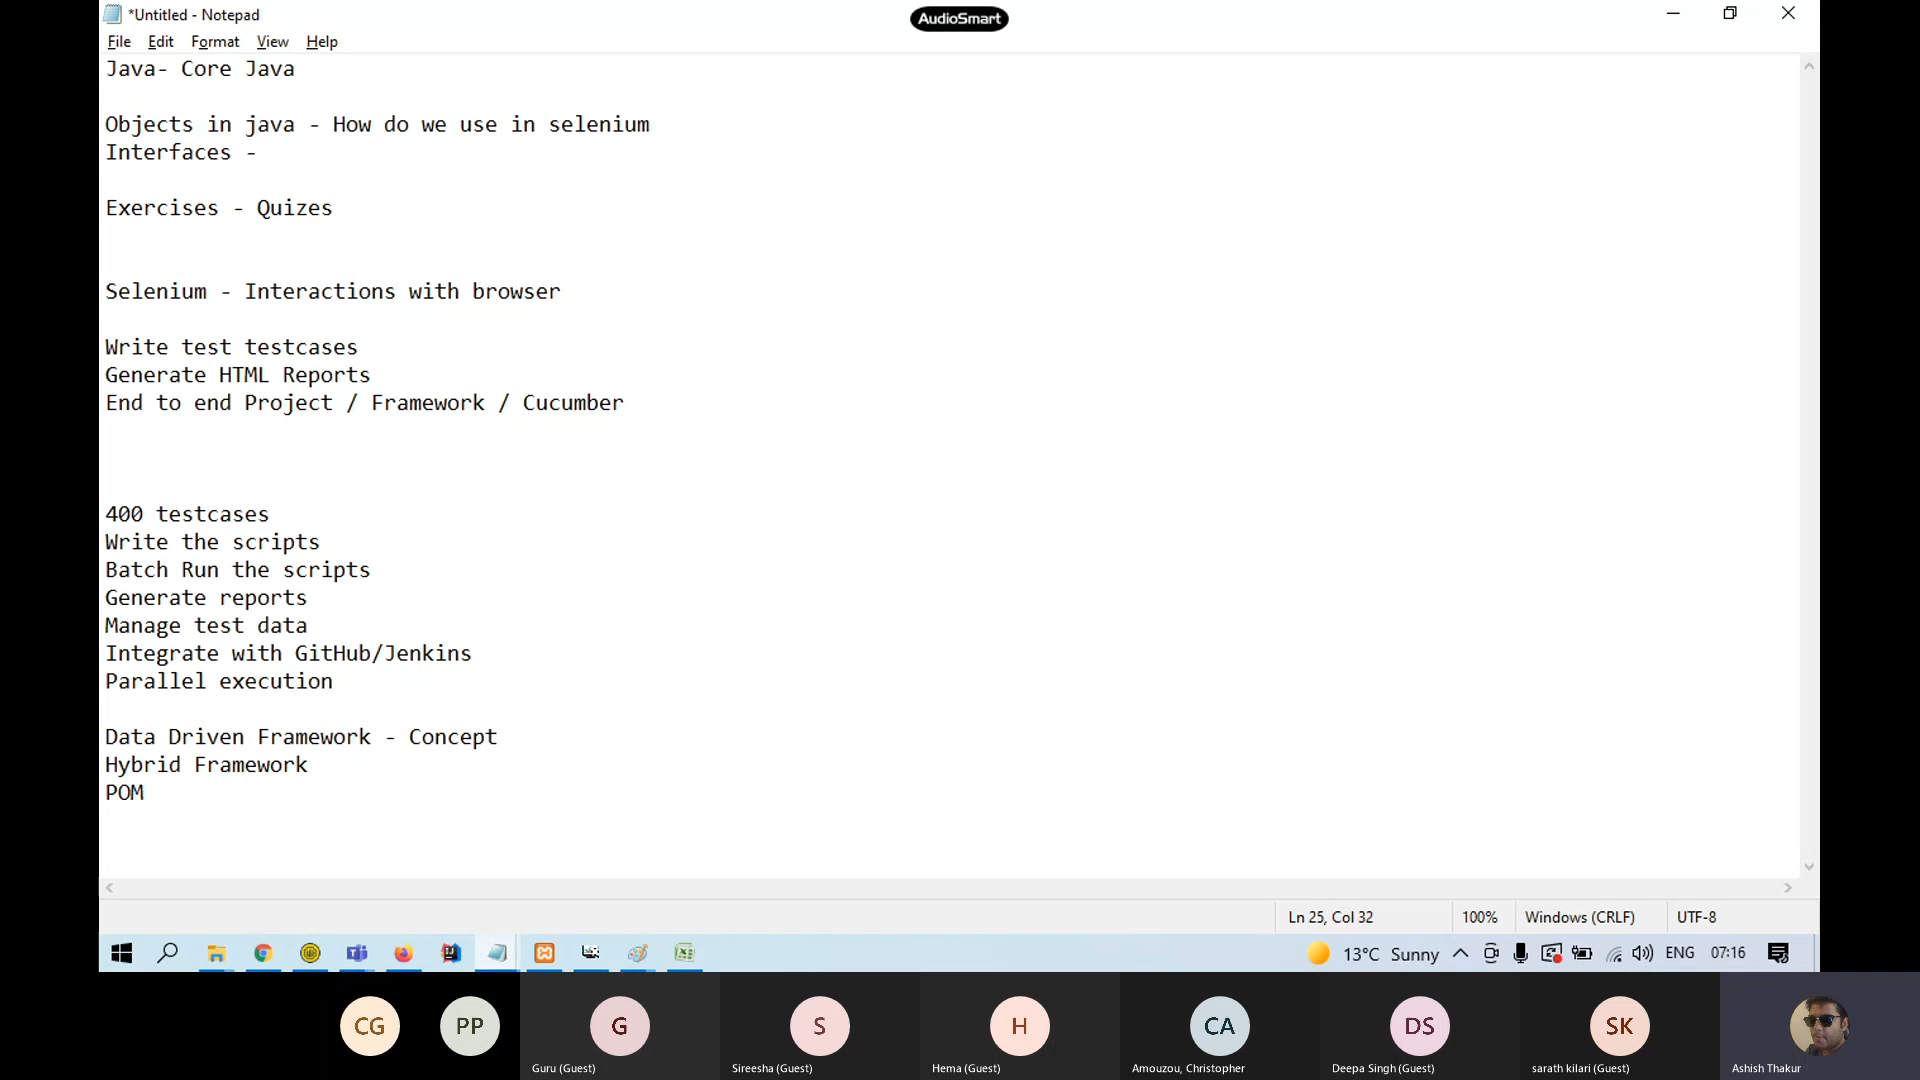 *Untitled - Notepad
AudioSmart
File Edit Format View Help
Java- Core Java
Objects in java - How do we use in selenium
Interfaces -
Exercises - Quizes
Selenium - Interactions with browser
Write test testcases
Generate HTML Reports
End to end Project / Framework / Cucumber
400 testcases
Write the scripts
Batch Run the scripts
Generate reports
Manage test data
Integrate with GitHub/Jenkins
Parallel execution
Data Driven Framework - Concept
Hybrid Framework
POM
Ln 25, Col 32 100% Windows (CRLF) UTF-8
13°C Sunny ENG 07:16
CG PP G S H CA DS SK
Guru (Guest) Sireesha (Guest) Hema (Guest) Amouzou, Christopher Deepa Singh (Guest) sarath kilari (Guest) Ashish Thakur